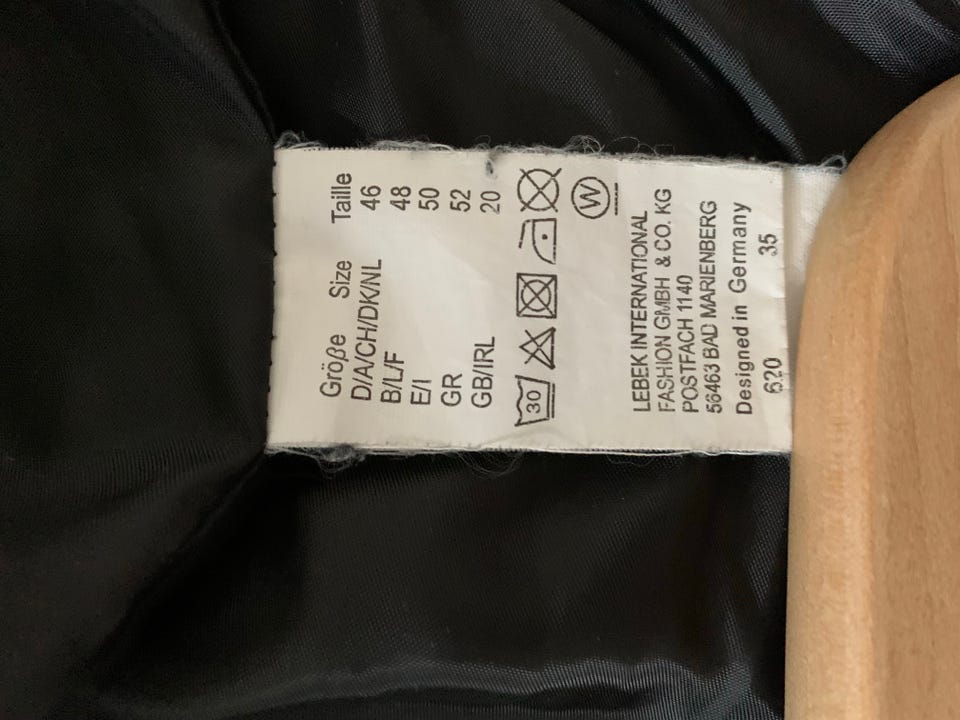 Größe Size Taille
D/A/CH/DK/NL 46
B/L/F 48
E/I 50
GR 52
GB/IRL 20
30
W
LEBEK INTERNATIONAL
FASHION GMBH & CO. KG
POSTFACH 1140
56463 BAD MARIENBERG
Designed in Germany
620 35